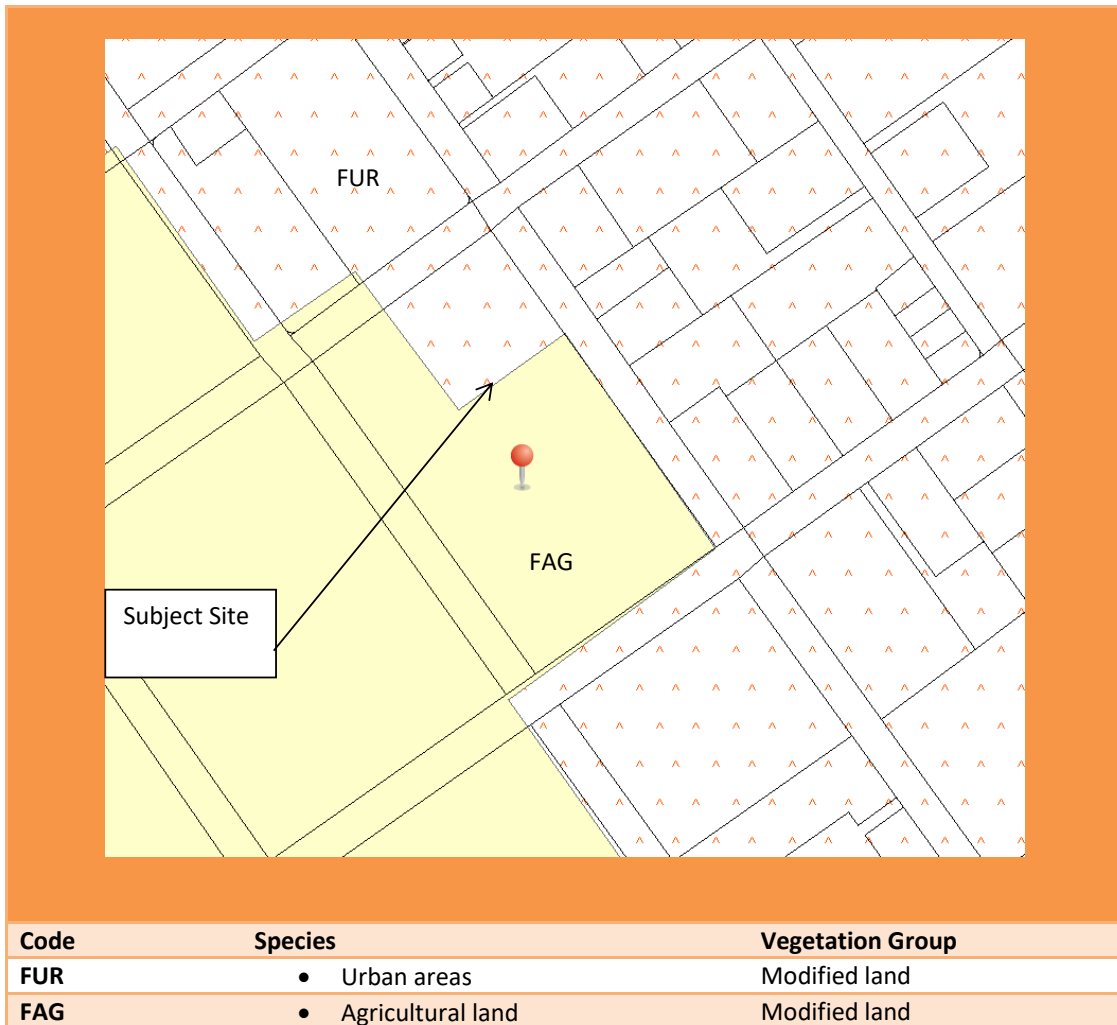 FUR
FAG
Subject Site
Code Species Vegetation Group
FUR • Urban areas Modified land
FAG • Agricultural land Modified land